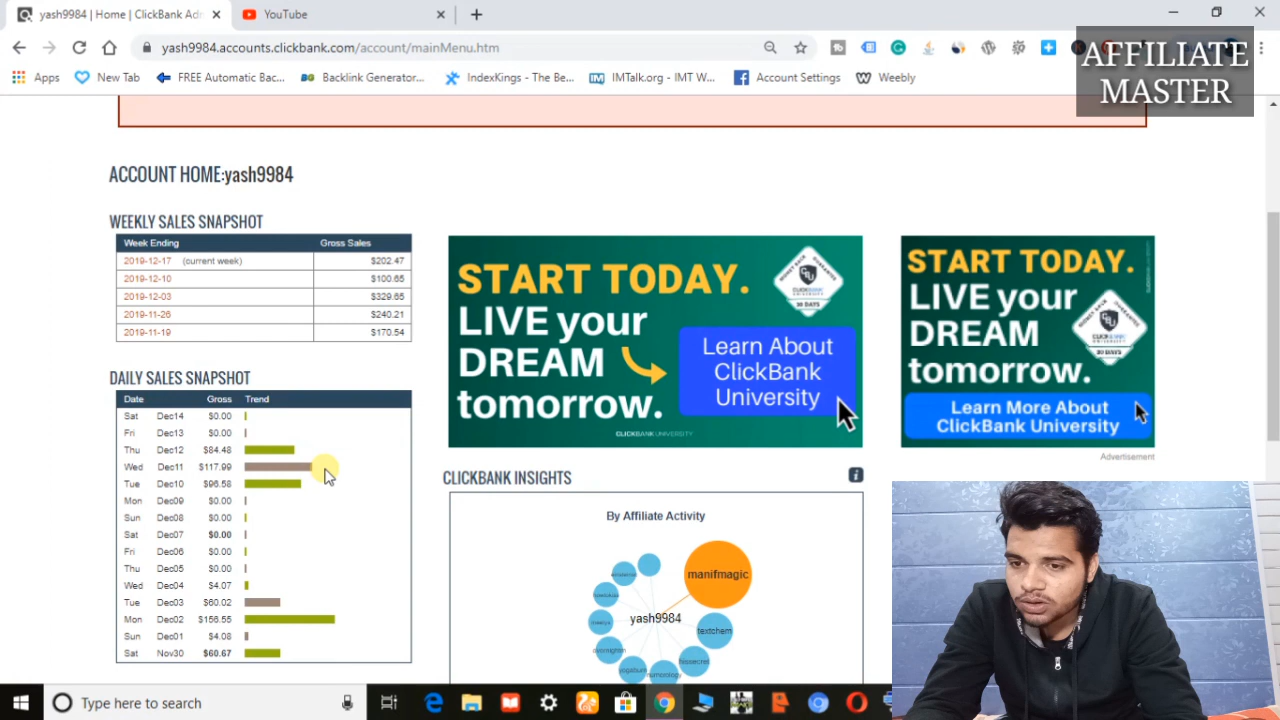 yash9984 | Home | ClickBank Adr
YouTube
yash9984.accounts.clickbank.com/account/mainMenu.htm
Apps
New Tab
FREE Automatic Bac...
Backlink Generator...
IndexKings - The Be...
IMTalk.org - IMT W...
Account Settings
Weebly
AFFILIATE
MASTER
ACCOUNT HOME:yash9984
WEEKLY SALES SNAPSHOT
Week Ending Gross Sales
2019-12-17 (current week) $202.47
2019-12-10 $100.65
2019-12-03 $329.65
2019-11-26 $240.21
2019-11-19 $170.54
DAILY SALES SNAPSHOT
Date Gross Trend
Sat Dec14 $0.00
Fri Dec13 $0.00
Thu Dec12 $84.48
Wed Dec11 $117.99
Tue Dec10 $96.58
Mon Dec09 $0.00
Sun Dec08 $0.00
Sat Dec07 $0.00
Fri Dec06 $0.00
Thu Dec05 $0.00
Wed Dec04 $4.07
Tue Dec03 $60.02
Mon Dec02 $156.55
Sun Dec01 $4.08
Sat Nov30 $60.67
START TODAY.
LIVE your
DREAM
tomorrow.
Learn About
ClickBank
University
CLICKBANK UNIVERSITY
START TODAY.
LIVE your
DREAM
tomorrow.
Learn More About
ClickBank University
Advertisement
CLICKBANK INSIGHTS
By Affiliate Activity
manifmagic
yash9984
textchem
numerology
Type here to search